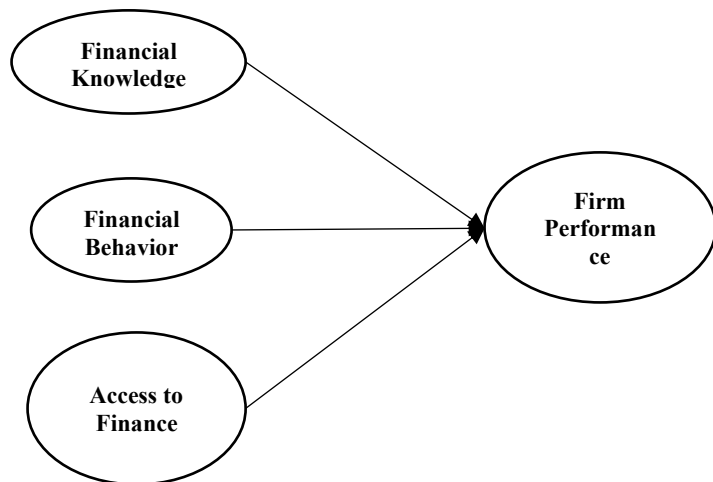 Financial
Knowledge
Financial
Behavior
Access to
Finance
Firm
Performan
ce